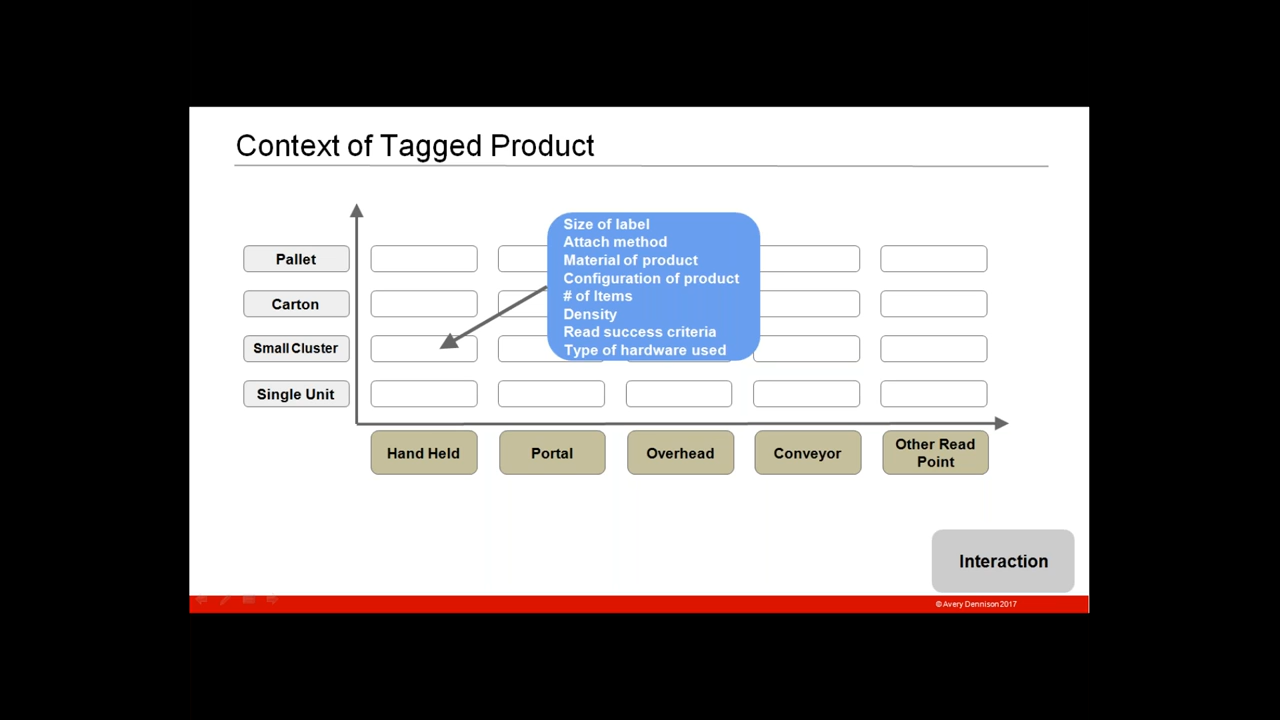 Context of Tagged Product
Size of label
Attach method
Material of product
Configuration of product
# of Items
Density
Read success criteria
Type of hardware used
Pallet
Carton
Small Cluster
Single Unit
Hand Held
Portal
Overhead
Conveyor
Other Read
Point
Interaction
©Avery Dennison 2017